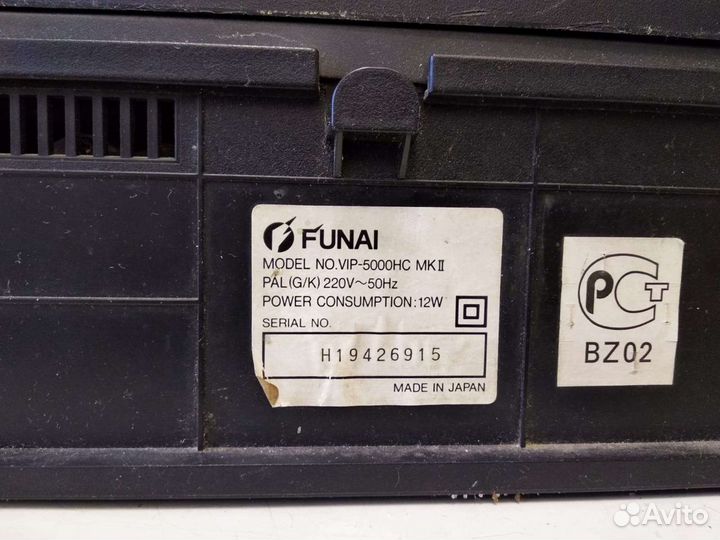 FUNAI
MODEL NO.VIP-5000HC MKⅡ
PAL(G/K) 220V～50Hz
POWER CONSUMPTION:12W
SERIAL NO.
H19426915
MADE IN JAPAN
РСТ
BZ02
Avito